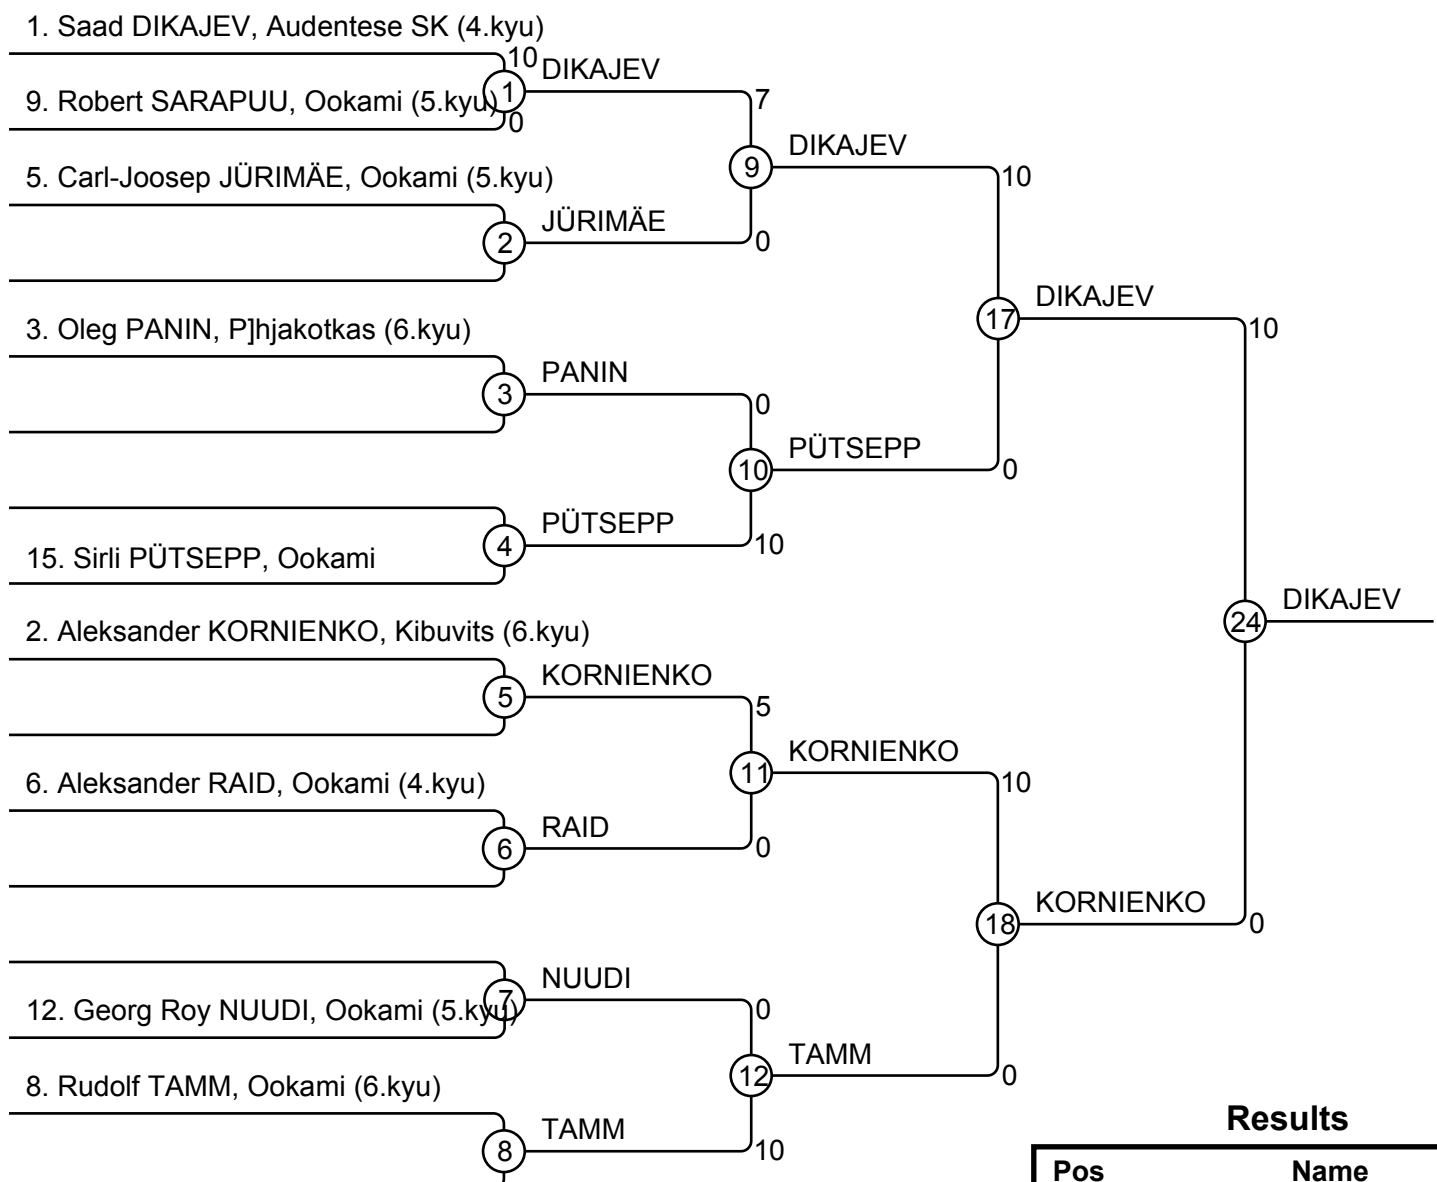 1. Saad DIKAJEV, Audentese SK (4.kyu)
10
DIKAJEV
9. Robert SARAPUU, Ookami (5.kyu)
1
0
7
DIKAJEV
9
10
5. Carl-Joosep JÜRIMÄE, Ookami (5.kyu)
JÜRIMÄE
2
0
DIKAJEV
17
10
3. Oleg PANIN, P]hjakotkas (6.kyu)
PANIN
3
0
PÜTSEPP
10
0
PÜTSEPP
4
10
15. Sirli PÜTSEPP, Ookami
DIKAJEV
24
2. Aleksander KORNIENKO, Kibuvits (6.kyu)
KORNIENKO
5
5
KORNIENKO
11
10
6. Aleksander RAID, Ookami (4.kyu)
RAID
6
0
KORNIENKO
18
0
NUUDI
7
12. Georg Roy NUUDI, Ookami (5.kyu)
0
TAMM
12
0
8. Rudolf TAMM, Ookami (6.kyu)
TAMM
8
10
Results
Pos Name